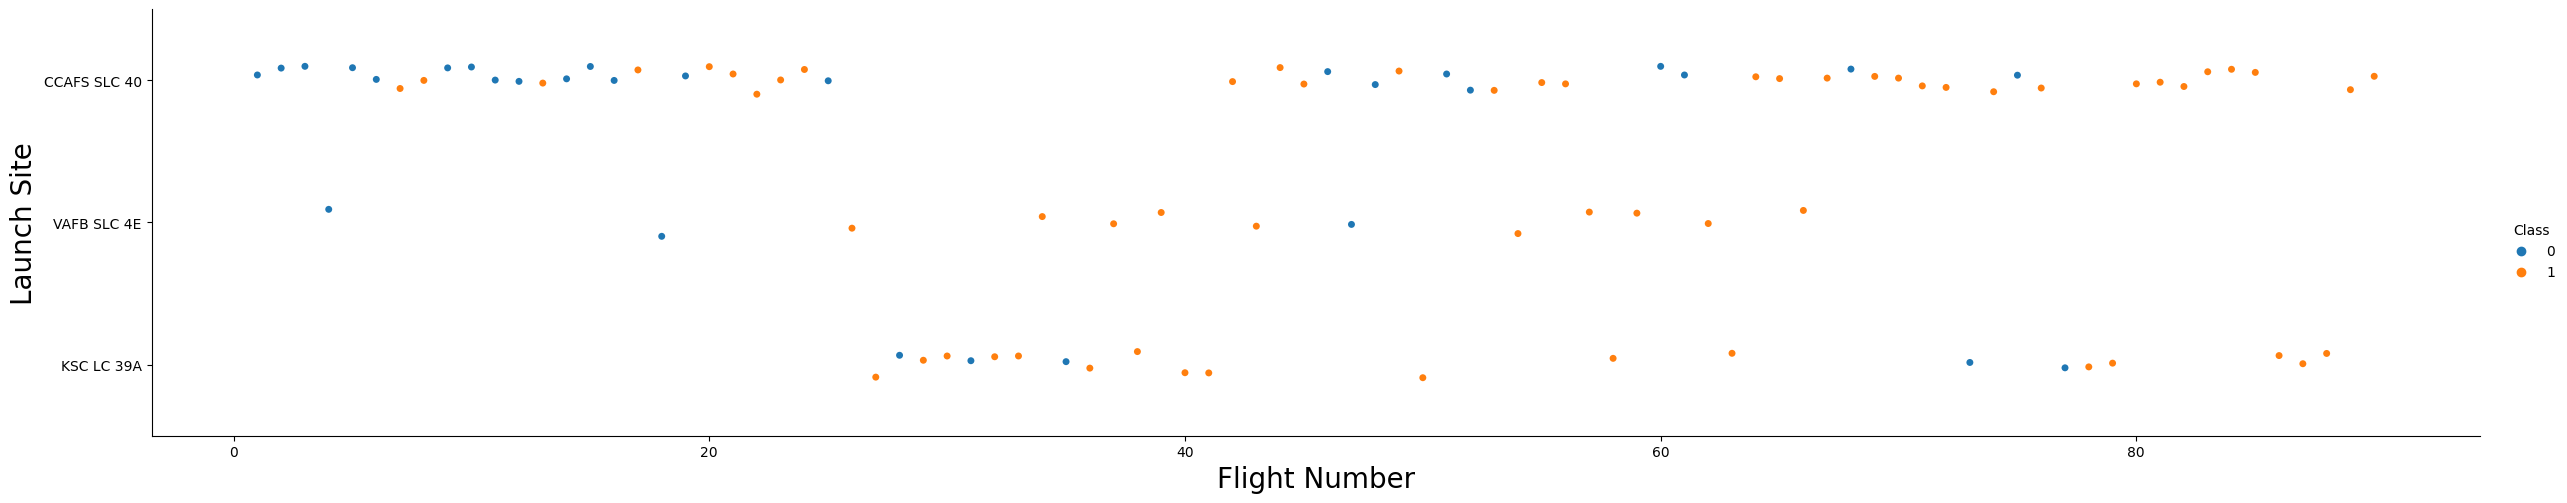 CCAFS SLC 40
VAFB SLC 4E
KSC LC 39A
Launch Site
0 20 40 60 80
Flight Number
Class
0
1